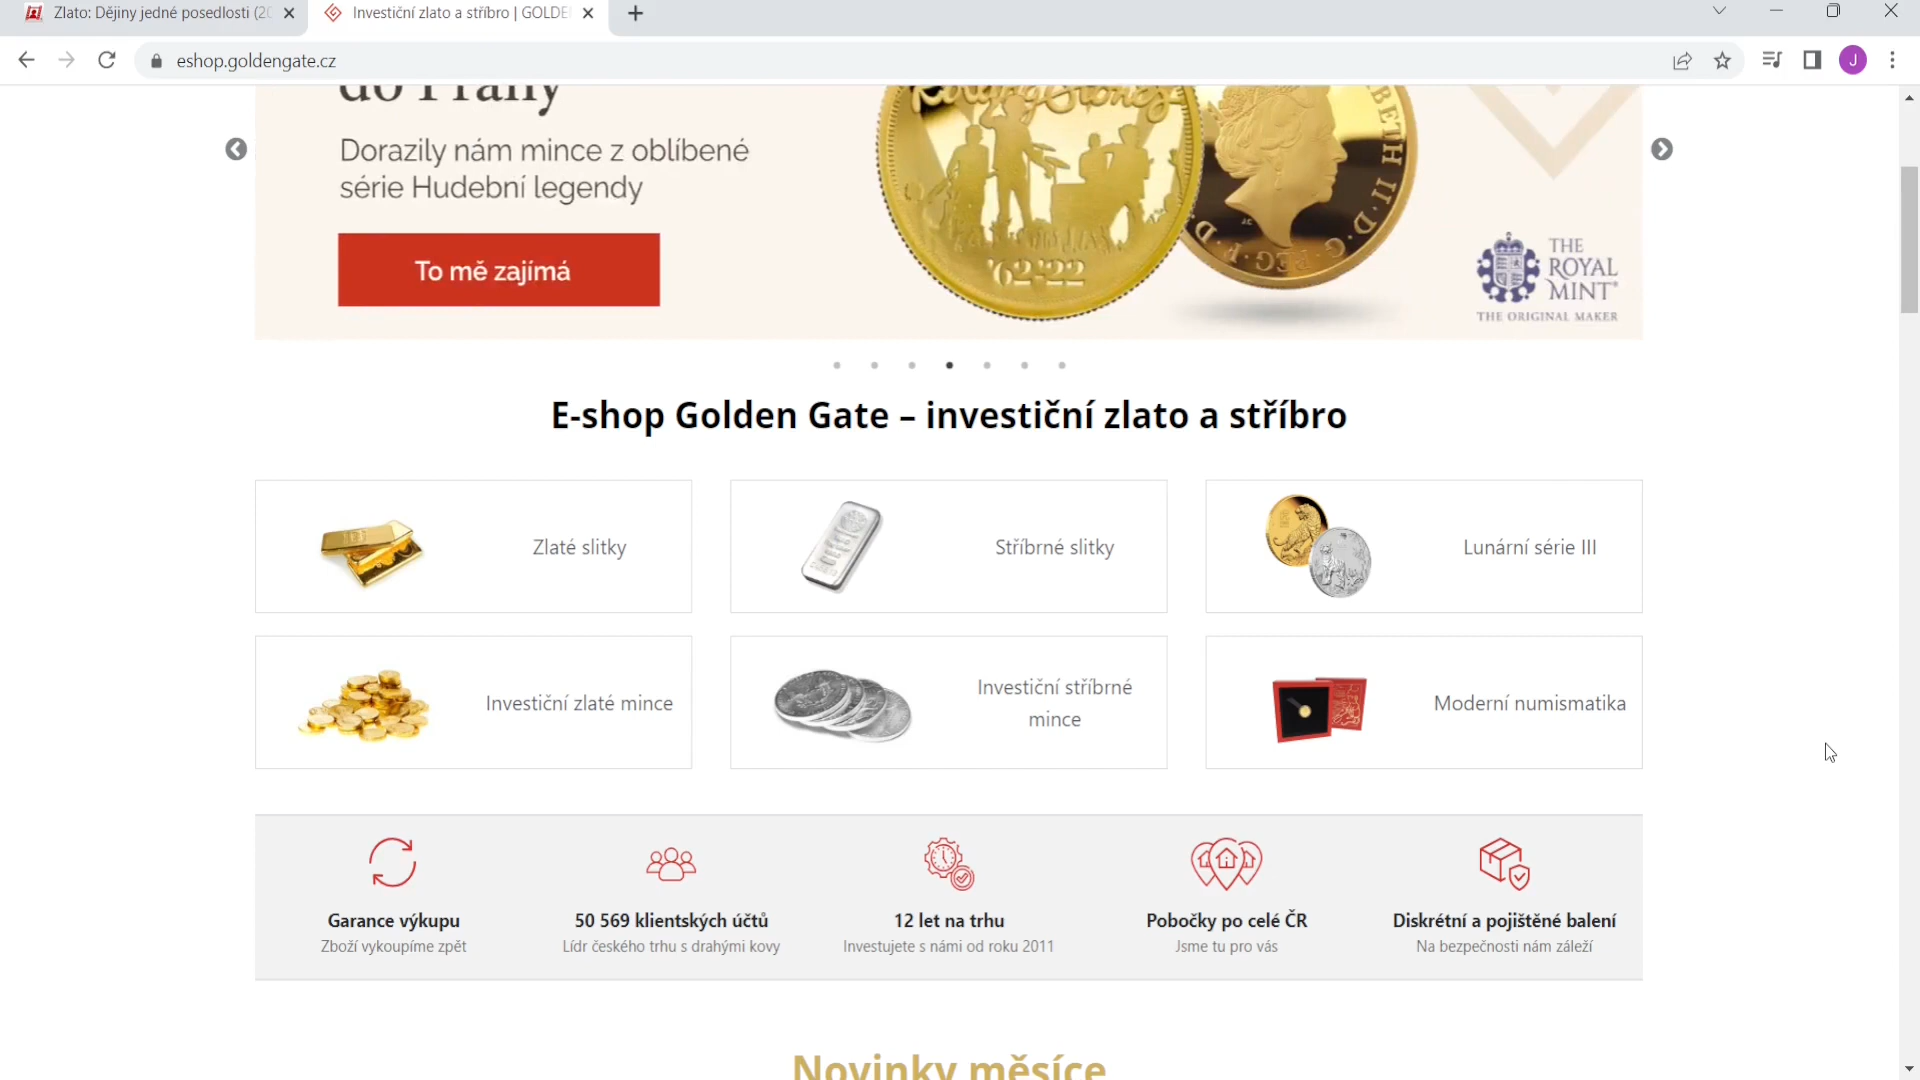 Zlato: Dějiny jedné posedlosti (20
Investiční zlato a stříbro | GOLDE
eshop.goldengate.cz
J
do Prahy
Dorazily nám mince z oblíbené
série Hudební legendy
To mě zajímá
'62-'22
THE
ROYAL
MINT
THE ORIGINAL MAKER
E-shop Golden Gate – investiční zlato a stříbro
Zlaté slitky
Stříbrné slitky
Lunární série III
Investiční zlaté mince
Investiční stříbrné
mince
Moderní numismatika
Garance výkupu
Zboží vykoupíme zpět
50 569 klientských účtů
Lídr českého trhu s drahými kovy
12 let na trhu
Investujete s námi od roku 2011
Pobočky po celé ČR
Jsme tu pro vás
Diskrétní a pojištěné balení
Na bezpečnosti nám záleží
Novinky měsíce